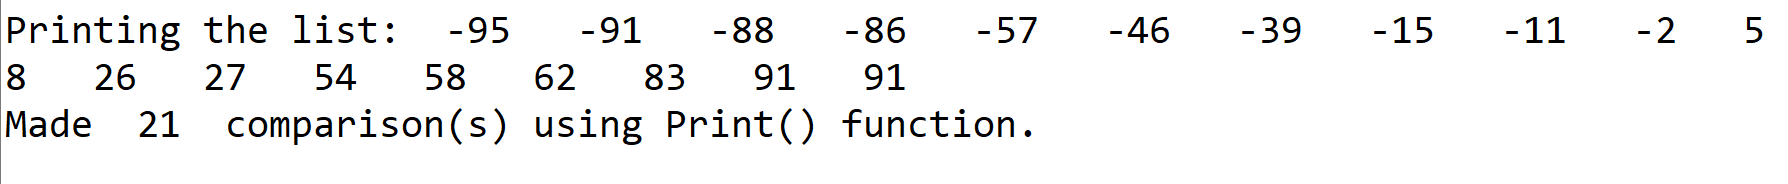 Printing the list:  -95   -91   -88   -86   -57   -46   -39   -15   -11   -2   5
8   26   27   54   58   62   83   91   91
Made  21  comparison(s) using Print() function.